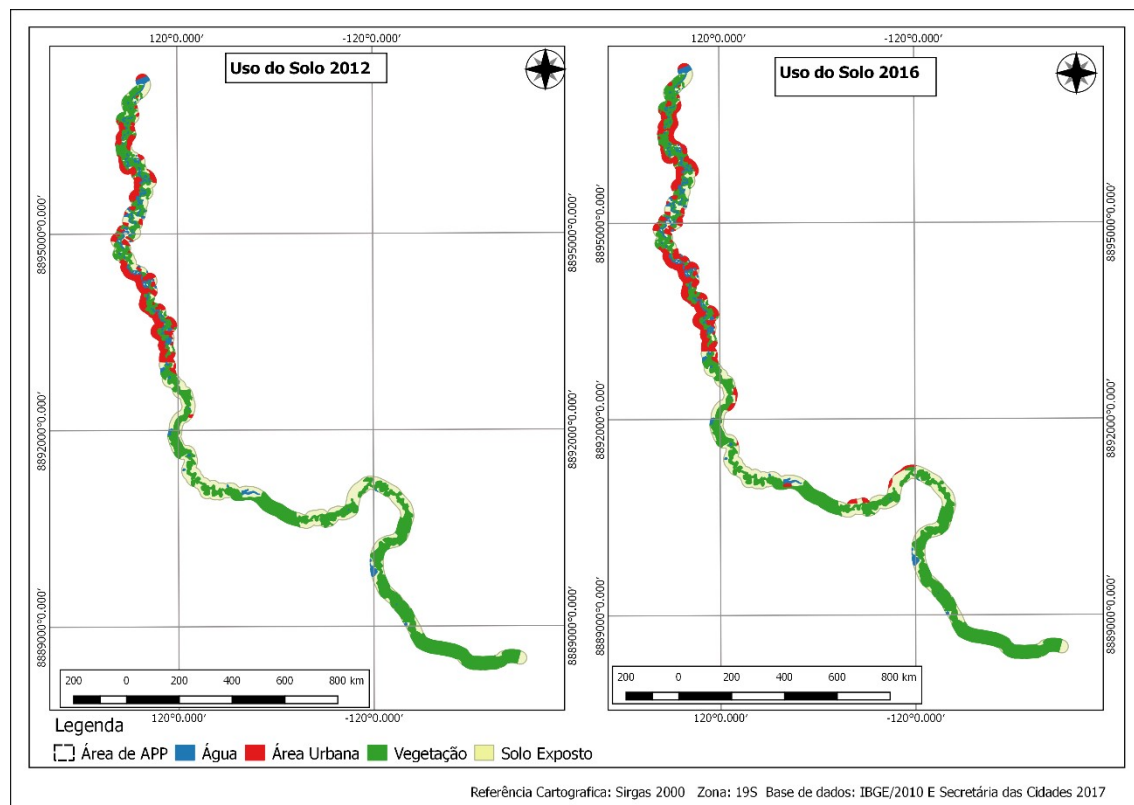 Uso do Solo 2012
120°0.000′ -120°0.000′
8895000°0.000′ 8895000°0.000′
8892000°0.000′ 8892000°0.000′
8889000°0.000′ 8889000°0.000′
200 0 200 400 600 800 km
120°0.000′ -120°0.000′
Uso do Solo 2016
120°0.000′ -120°0.000′
8895000°0.000′ 8895000°0.000′
8892000°0.000′ 8892000°0.000′
8889000°0.000′ 8889000°0.000′
200 0 200 400 600 800 km
120°0.000′ -120°0.000′
Legenda
Área de APP Água Área Urbana Vegetação Solo Exposto
Referência Cartografica: Sirgas 2000 Zona: 19S Base de dados: IBGE/2010 E Secretária das Cidades 2017